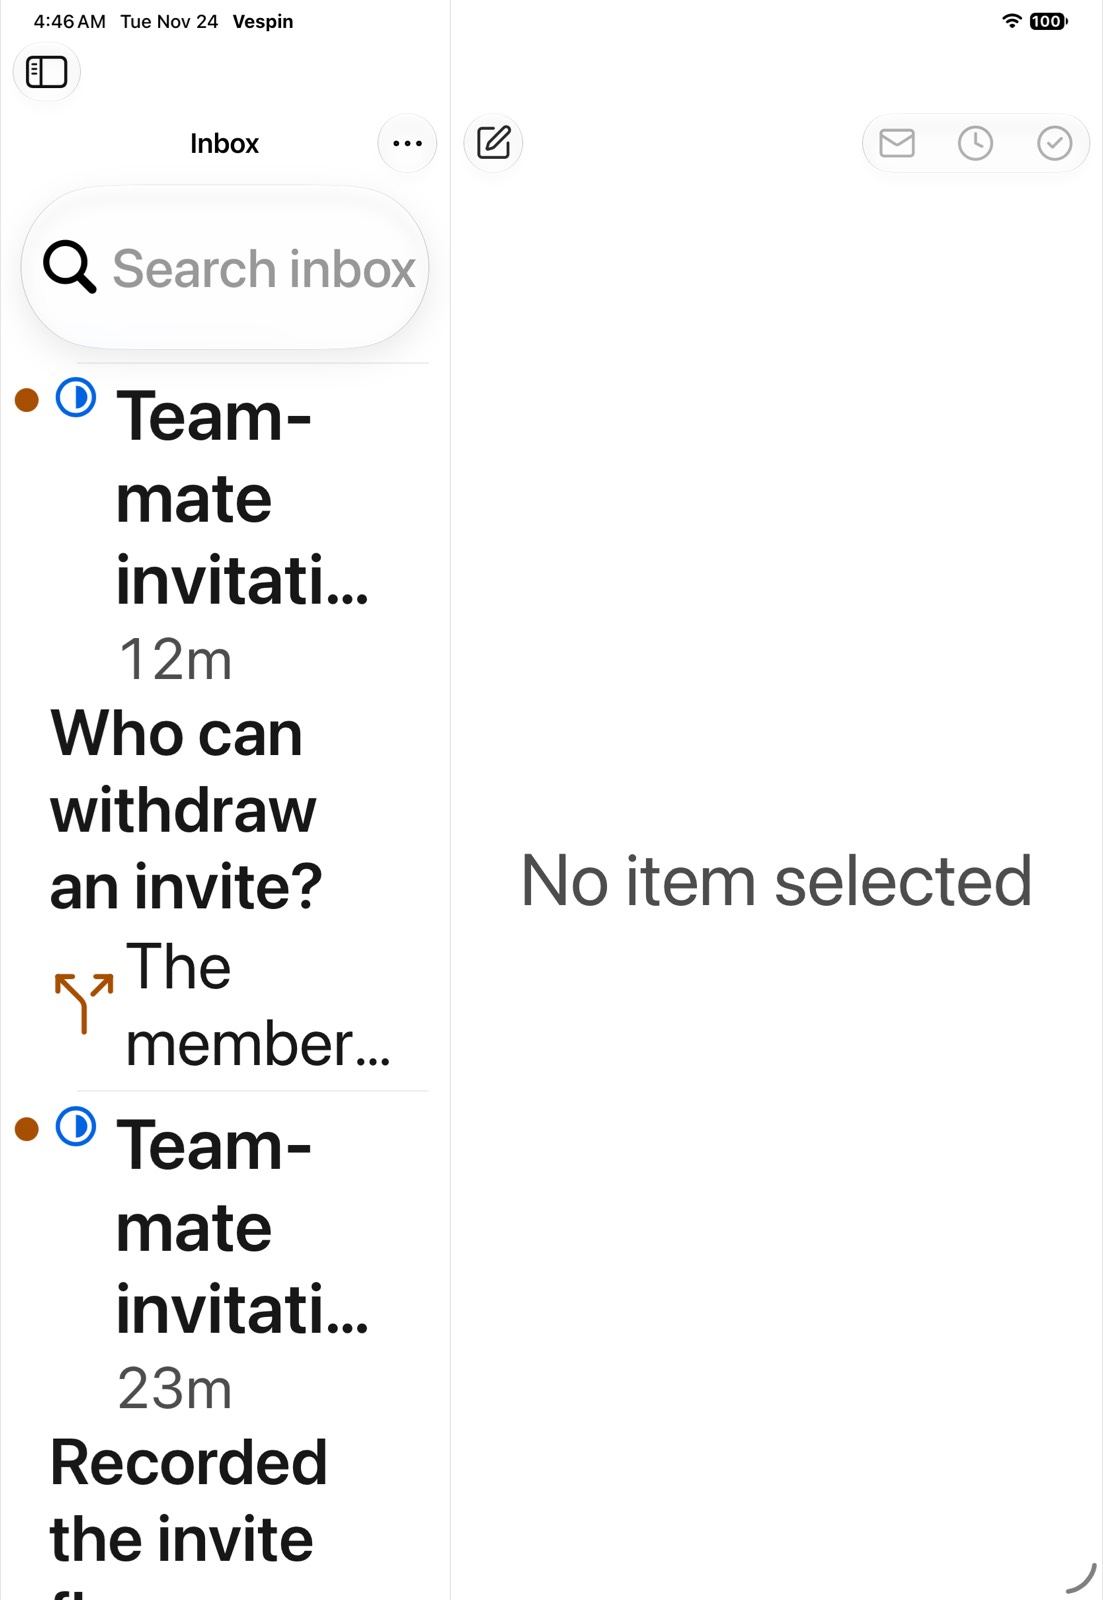 4:46 AM Tue Nov 24 Vespin
100
Inbox
Search inbox
Team-
mate
invitati...
12m
Who can
withdraw
an invite?
The
member...
Team-
mate
invitati...
23m
Recorded
the invite
No item selected